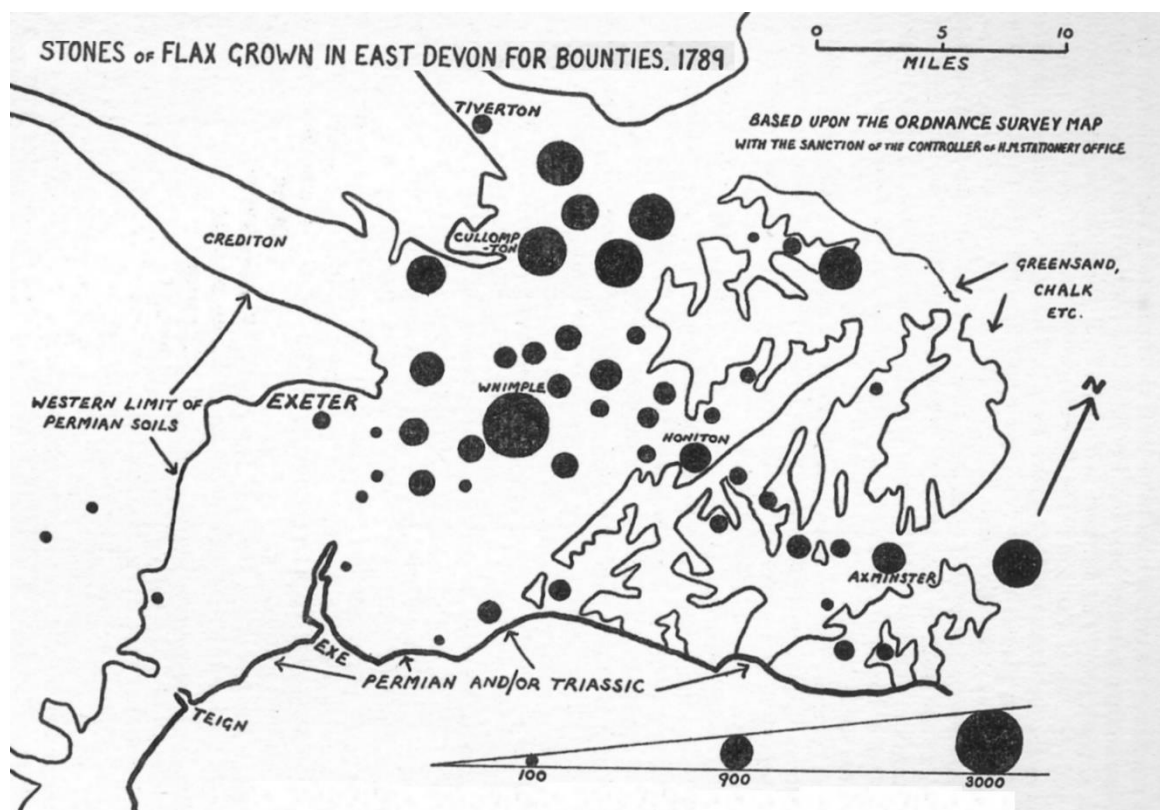 STONES OF FLAX GROWN IN EAST DEVON FOR BOUNTIES, 1789
0 5 10
MILES
TIVERTON
BASED UPON THE ORDNANCE SURVEY MAP
WITH THE SANCTION OF THE CONTROLLER OF H.M. STATIONERY OFFICE
CREDITON
CULLOMP
-TON
GREENSAND,
CHALK
ETC.
WHIMPLE
N
WESTERN LIMIT OF
PERMIAN SOILS
EXETER
HONITON
AXMINSTER
EXE
PERMIAN AND/OR TRIASSIC
TEIGN
100 900 3000